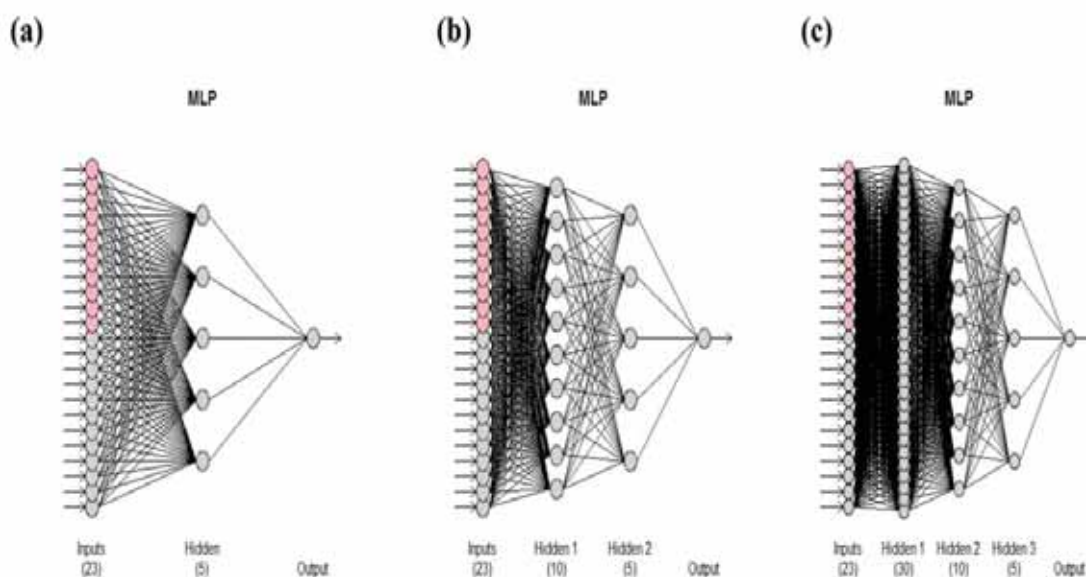 (a) (b) (c)
MLP MLP MLP
Inputs Hidden Output Inputs Hidden 1 Hidden 2 Output Inputs Hidden 1 Hidden 2 Hidden 3 Output
(23) (5) (23) (10) (5) (23) (30) (10) (5)